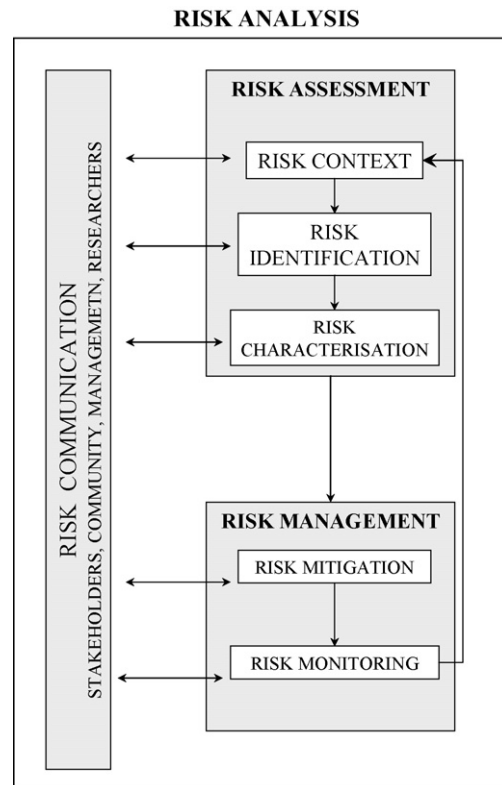 RISK ANALYSIS
RISK COMMUNICATION
STAKEHOLDERS, COMMUNITY, MANAGEMETN, RESEARCHERS
RISK ASSESSMENT
RISK CONTEXT
RISK
IDENTIFICATION
RISK
CHARACTERISATION
RISK MANAGEMENT
RISK MITIGATION
RISK MONITORING